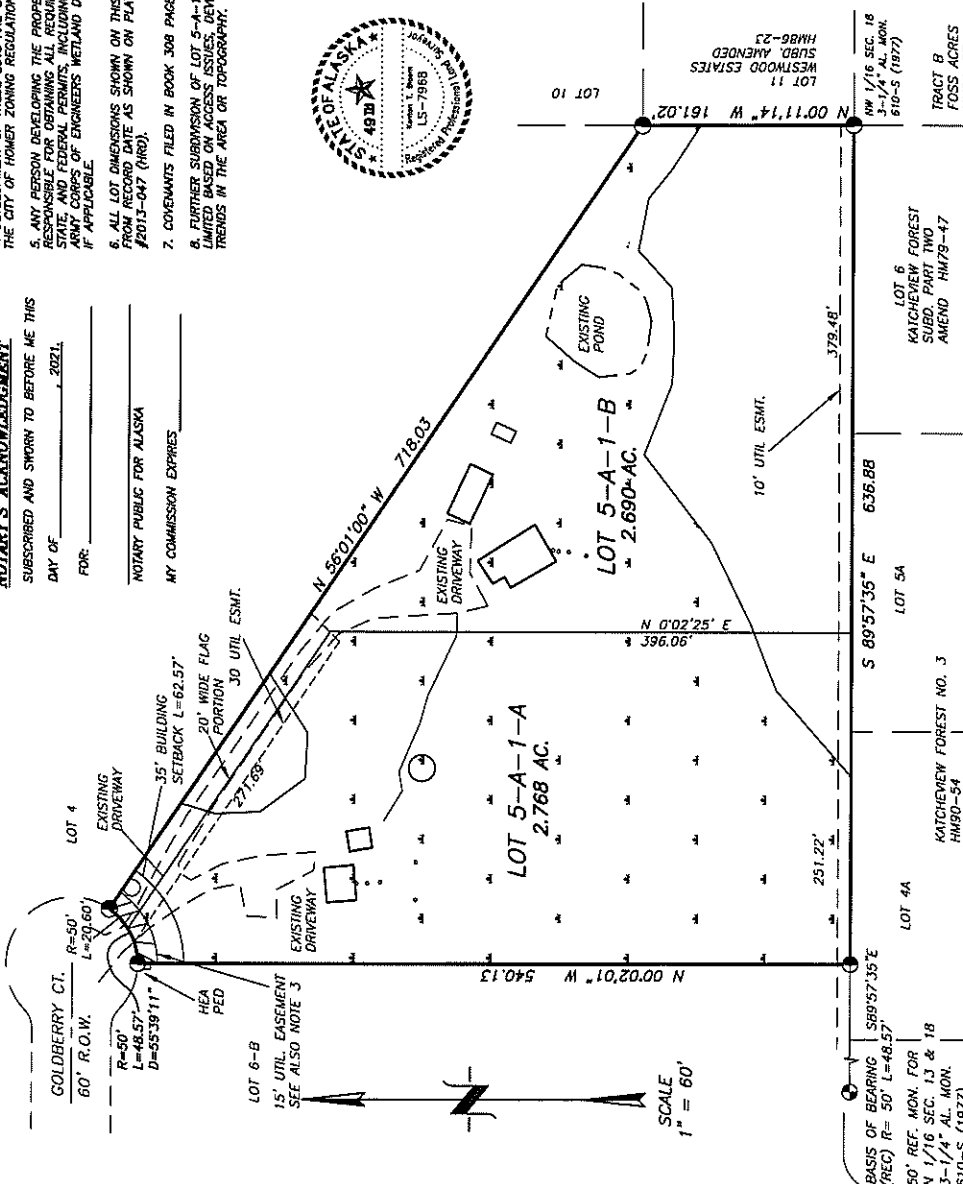 THE CITY OF HOMER ZONING REGULATION
5. ANY PERSON DEVELOPING THE PROPE
RESPONSIBLE FOR OBTAINING ALL REQUIR
STATE, AND FEDERAL PERMITS, INCLUDING
ARMY CORPS OF ENGINEERS WETLAND D
IF APPLICABLE.
6. ALL LOT DIMENSIONS SHOWN ON THIS
FROM RECORD DATE AS SHOWN ON PLA
#2013-047 (HRD).
7. COVENANTS FILED IN BOOK 308 PAGE
8. FURTHER SUBDIVISION OF LOT 5-A-1
LIMITED BASED ON ACCESS ISSUES, DEV
TRENDS IN THE AREA OR TOPOGRAPHY.
NOTARY'S ACKNOWLEDGMENT
SUBSCRIBED AND SWORN TO BEFORE ME THIS
DAY OF , 2021,
FOR:
NOTARY PUBLIC FOR ALASKA
MY COMMISSION EXPIRES
STATE OF ALASKA
49 TH
LS-7968
Registered Professional Land Surveyor
GOLDBERRY CT.
60' R.O.W.
R=50'
L=48.57'
D=55°39'11"
R=50'
L=20.60'
LOT 4
EXISTING
DRIVEWAY
35' BUILDING
SETBACK L=62.57'
20' WIDE FLAG
PORTION
30 UTIL ESMT.
271.69'
N 56°01'00" W 718.03
HEA
PED
LOT 6-B
15' UTIL. EASEMENT
SEE ALSO NOTE 3
EXISTING
DRIVEWAY
EXISTING
DRIVEWAY
EXISTING
POND
LOT 10
LOT 11
WESTWOOD ESTATES
SUBD. AMENDED
HM86-23
N 00°11'14" W 161.02'
LOT 5-A-1-A
2.768 AC.
LOT 5-A-1-B
2.690 AC.
N 0°02'25' E
396.06'
N 00°02'01" W 540.13
SCALE
1" = 60'
251.22'
379.48'
10' UTIL ESMT.
S 89°57'35" E 636.88
BASIS OF BEARING S89°57'35"E
(REC) R= 50' L=48.57'
50' REF. MON. FOR
N 1/16 SEC. 13 & 18
3-1/4" AL. MON.
610-S (1977)
LOT 4A
KATCHEVIEW FOREST NO. 3
HM90-54
LOT 5A
LOT 6
KATCHEVIEW FOREST
SUBD. PART TWO
AMEND HM79-47
NW 1/16 SEC. 18
3-1/4" AL. MON.
610-S (1977)
TRACT B
FOSS ACRES